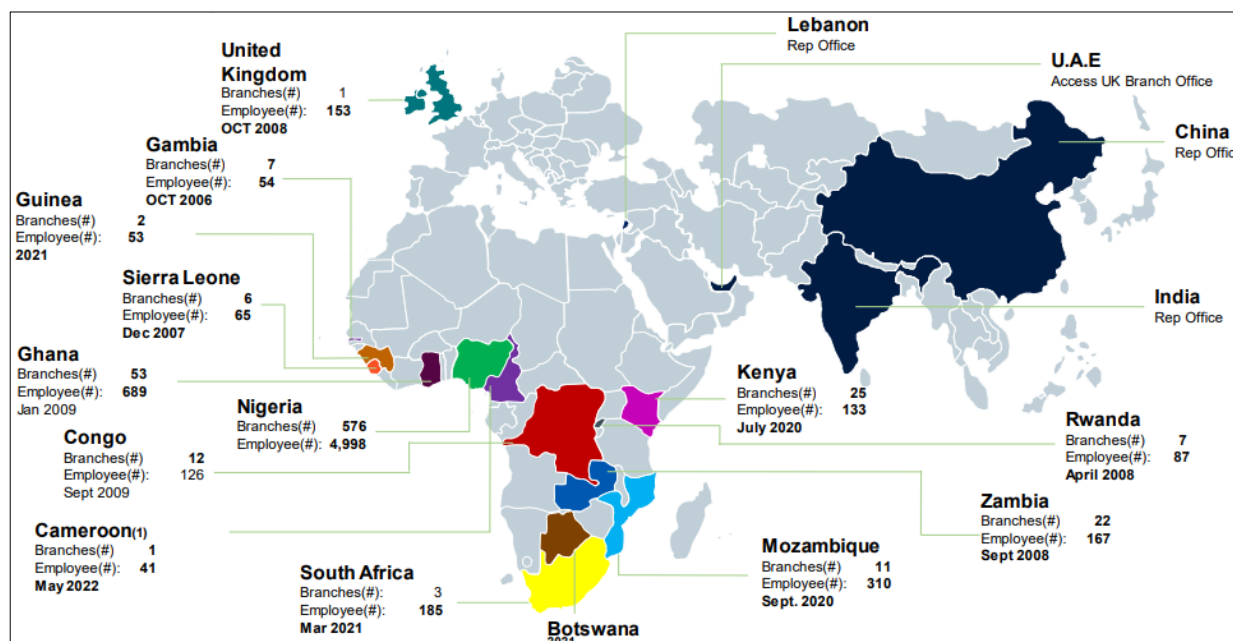 Lebanon
Rep Office
United
Kingdom
Branches(#) 1
Employee(#): 153
OCT 2008
U.A.E
Access UK Branch Office
China
Rep Office
Gambia
Branches(#) 7
Employee(#): 54
OCT 2006
Guinea
Branches(#) 2
Employee(#): 53
2021
Sierra Leone
Branches(#) 6
Employee(#): 65
Dec 2007
India
Rep Office
Ghana
Branches(#) 53
Employee(#): 689
Jan 2009
Kenya
Branches(#) 25
Employee(#): 133
July 2020
Nigeria
Branches(#) 576
Employee(#): 4,998
Rwanda
Branches(#) 7
Employee(#): 87
April 2008
Congo
Branches(#) 12
Employee(#): 126
Sept 2009
Zambia
Branches(#) 22
Employee(#): 167
Sept 2008
Cameroon(1)
Branches(#) 1
Employee(#): 41
May 2022
Mozambique
Branches(#) 11
Employee(#): 310
Sept. 2020
South Africa
Branches(#): 3
Employee(#): 185
Mar 2021
Botswana